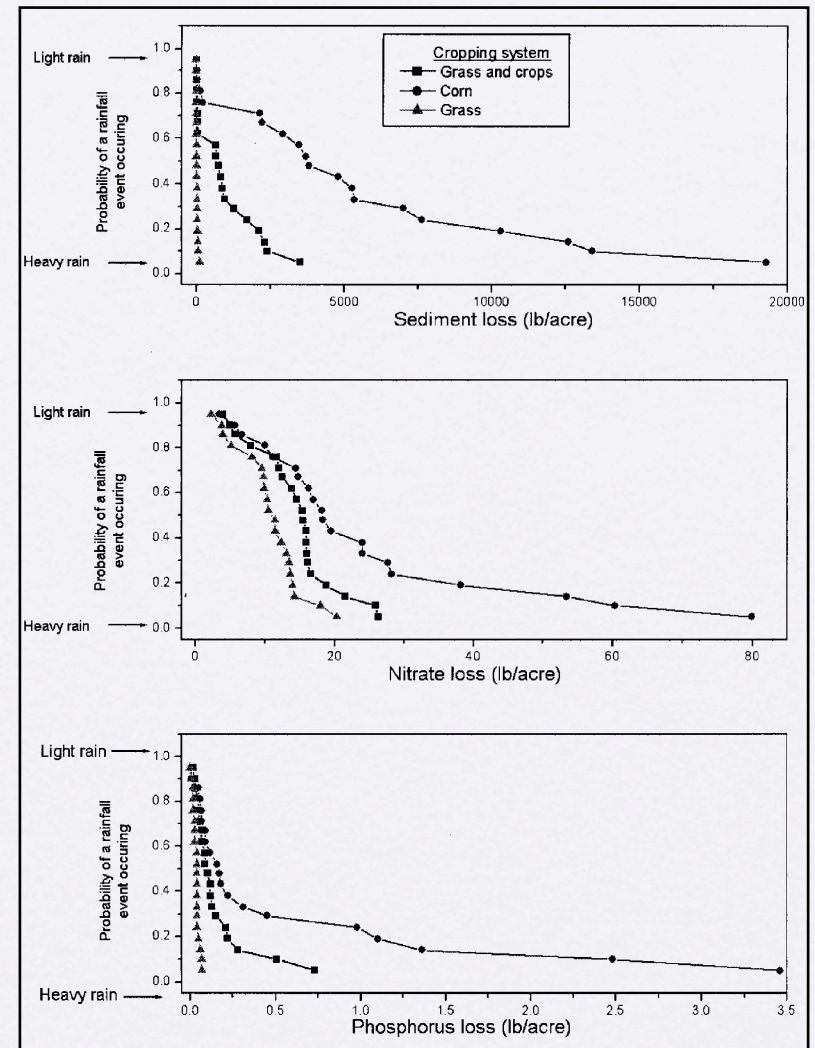 Cropping system
Grass and crops
Corn
Grass
Light rain
Heavy rain
Probability of a rainfall
event occuring
1.0
0.8
0.6
0.4
0.2
0.0
0 5000 10000 15000 20000
Sediment loss (lb/acre)
Light rain
Heavy rain
Probability of a rainfall
event occuring
1.0
0.8
0.6
0.4
0.2
0.0
0 20 40 60 80
Nitrate loss (lb/acre)
Light rain
Heavy rain
Probability of a rainfall
event occuring
1.0
0.8
0.6
0.4
0.2
0.0
0.0 0.5 1.0 1.5 2.0 2.5 3.0 3.5
Phosphorus loss (lb/acre)